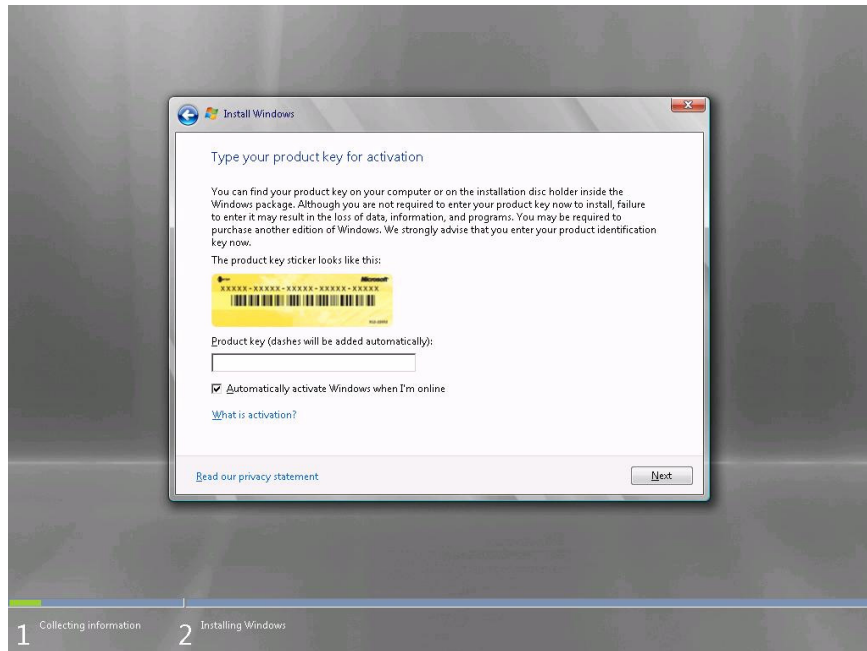 Install Windows
Type your product key for activation
You can find your product key on your computer or on the installation disc holder inside the
Windows package. Although you are not required to enter your product key now to install, failure
to enter it may result in the loss of data, information, and programs. You may be required to
purchase another edition of Windows. We strongly advise that you enter your product identification
key now.
The product key sticker looks like this:
Microsoft
XXXXX-XXXXX-XXXXX-XXXXX-XXXXX
Product key (dashes will be added automatically):
Automatically activate Windows when I'm online
What is activation?
Read our privacy statement
Next
1 Collecting information
2 Installing Windows